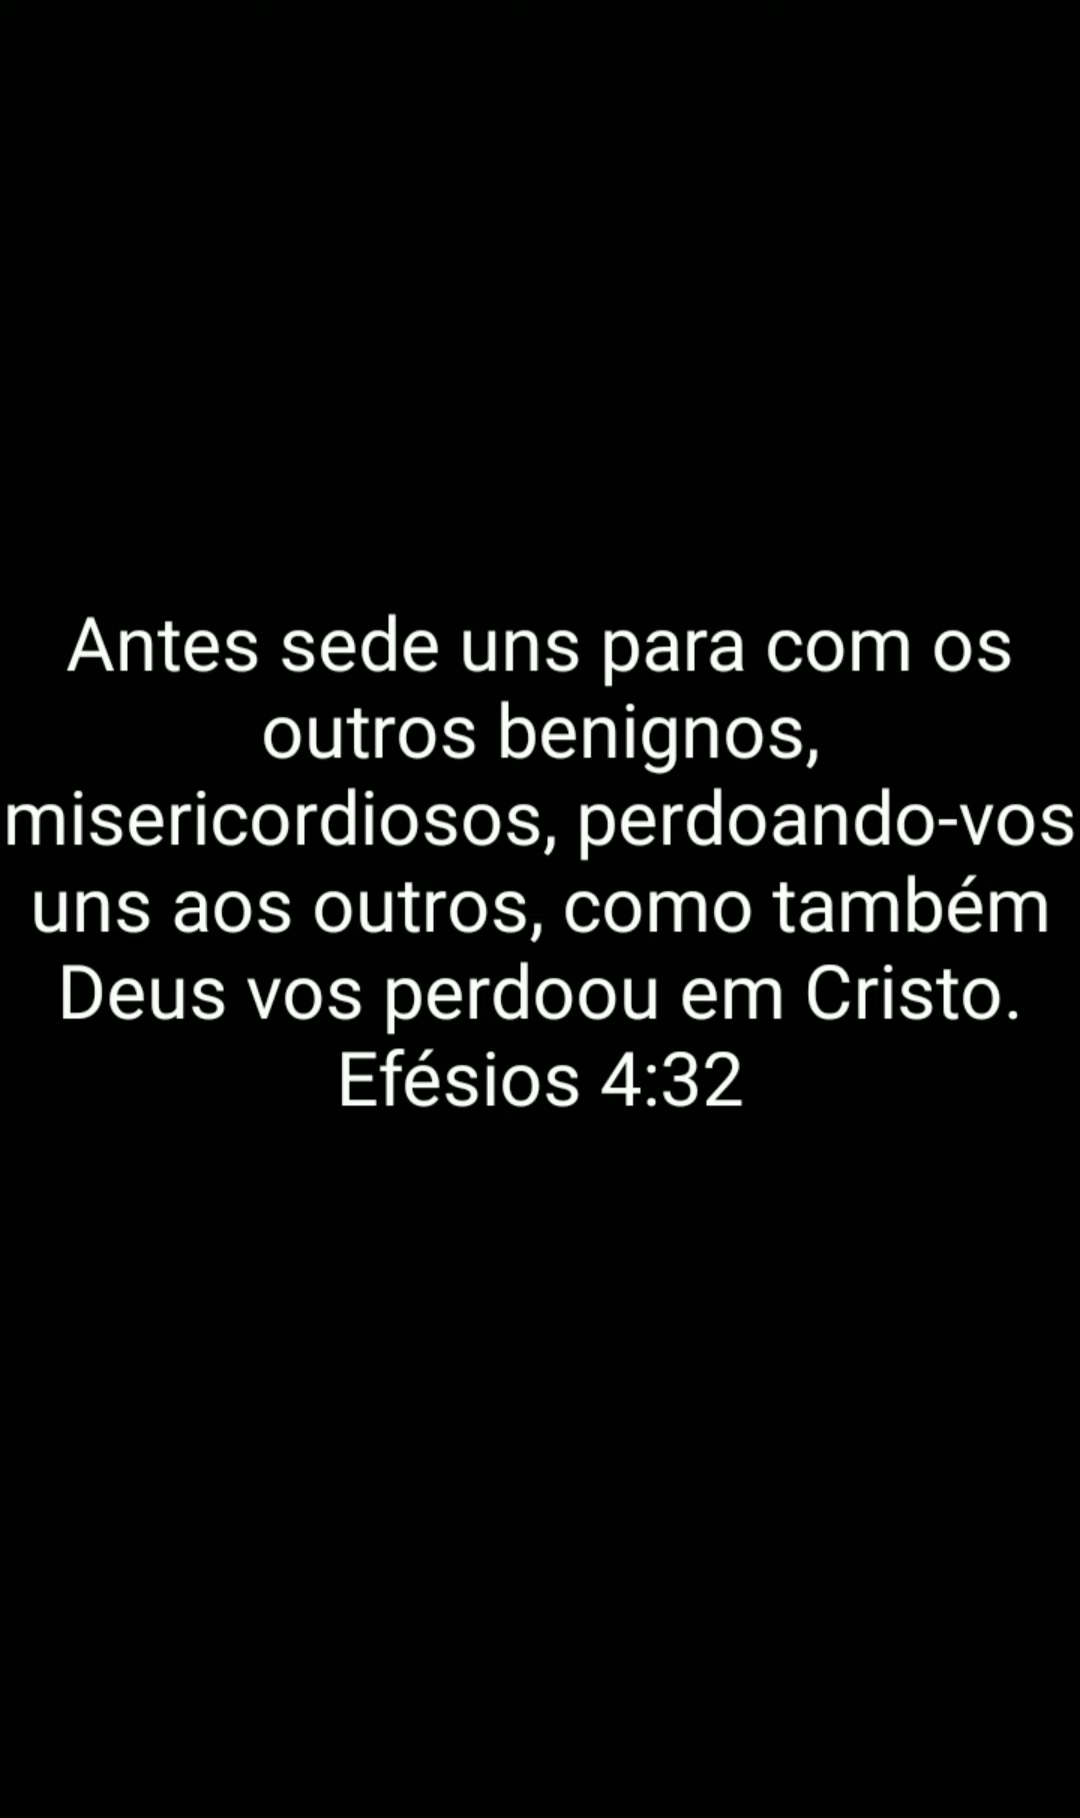 Antes sede uns para com os
outros benignos,
misericordiosos, perdoando-vos
uns aos outros, como também
Deus vos perdoou em Cristo.
Efésios 4:32